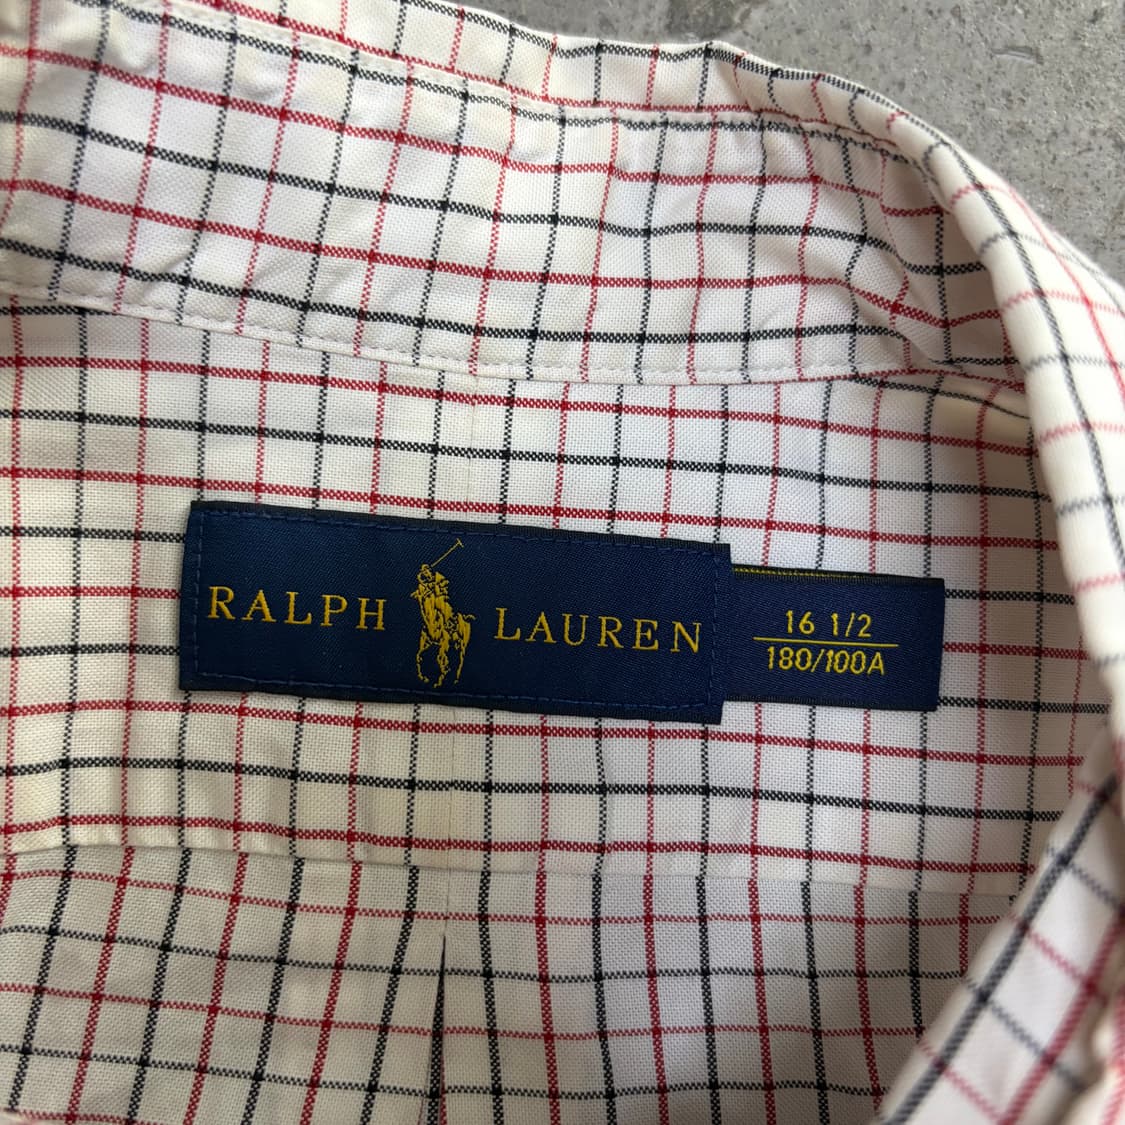 RALPH LAUREN
16 1/2
180/100A